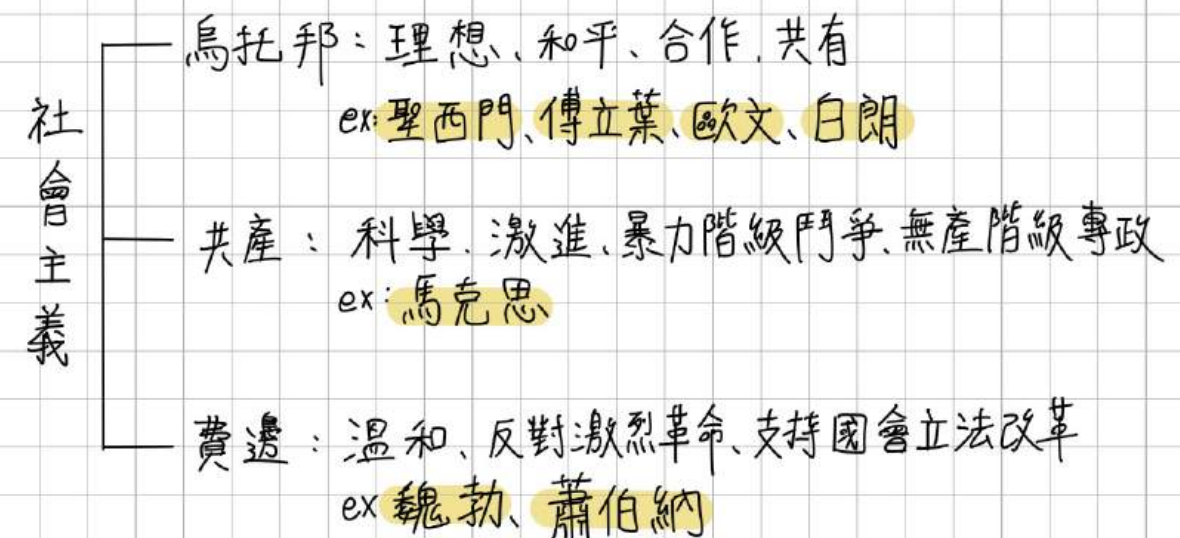 社會主義
烏托邦：理想、和平、合作、共有
ex:聖西門、傅立葉、歐文、白朗
共產：科學、激進、暴力階級鬥爭、無產階級專政
ex:馬克思
費邊：溫和、反對激烈革命、支持國會立法改革
ex 魏勃、蕭伯納